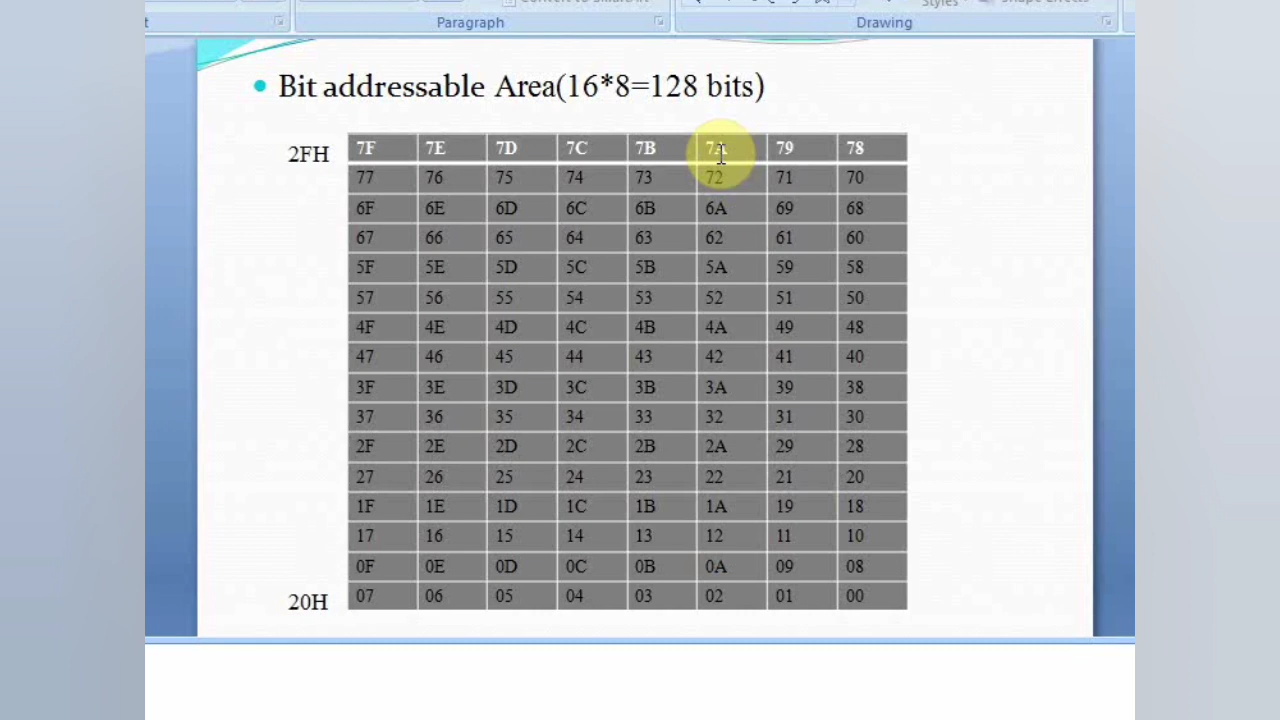 Paragraph
Drawing
Bit addressable Area(16*8=128 bits)
2FH 7F 7E 7D 7C 7B 7A 79 78
77 76 75 74 73 72 71 70
6F 6E 6D 6C 6B 6A 69 68
67 66 65 64 63 62 61 60
5F 5E 5D 5C 5B 5A 59 58
57 56 55 54 53 52 51 50
4F 4E 4D 4C 4B 4A 49 48
47 46 45 44 43 42 41 40
3F 3E 3D 3C 3B 3A 39 38
37 36 35 34 33 32 31 30
2F 2E 2D 2C 2B 2A 29 28
27 26 25 24 23 22 21 20
1F 1E 1D 1C 1B 1A 19 18
17 16 15 14 13 12 11 10
0F 0E 0D 0C 0B 0A 09 08
20H 07 06 05 04 03 02 01 00